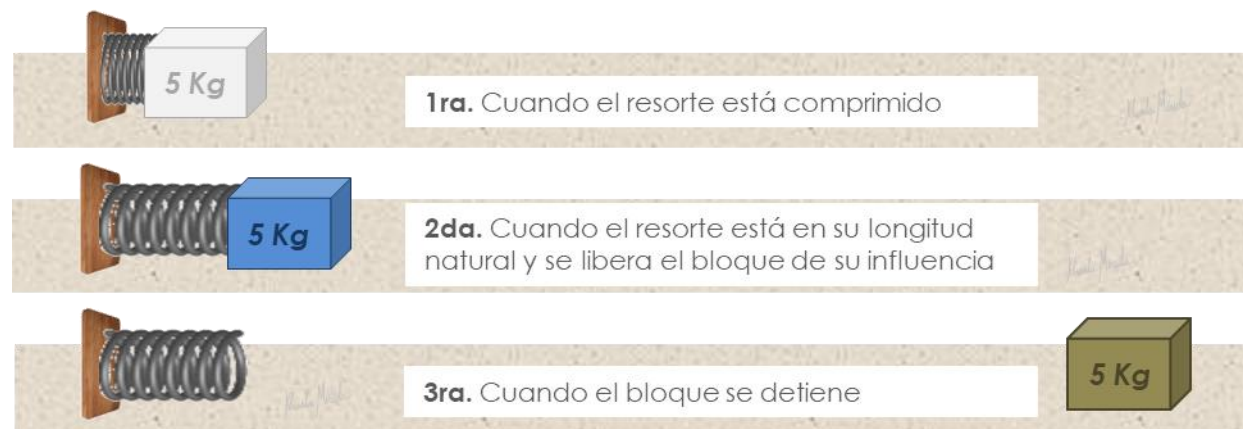 5 Kg
1ra. Cuando el resorte está comprimido
5 Kg
2da. Cuando el resorte está en su longitud
natural y se libera el bloque de su influencia
3ra. Cuando el bloque se detiene
5 Kg